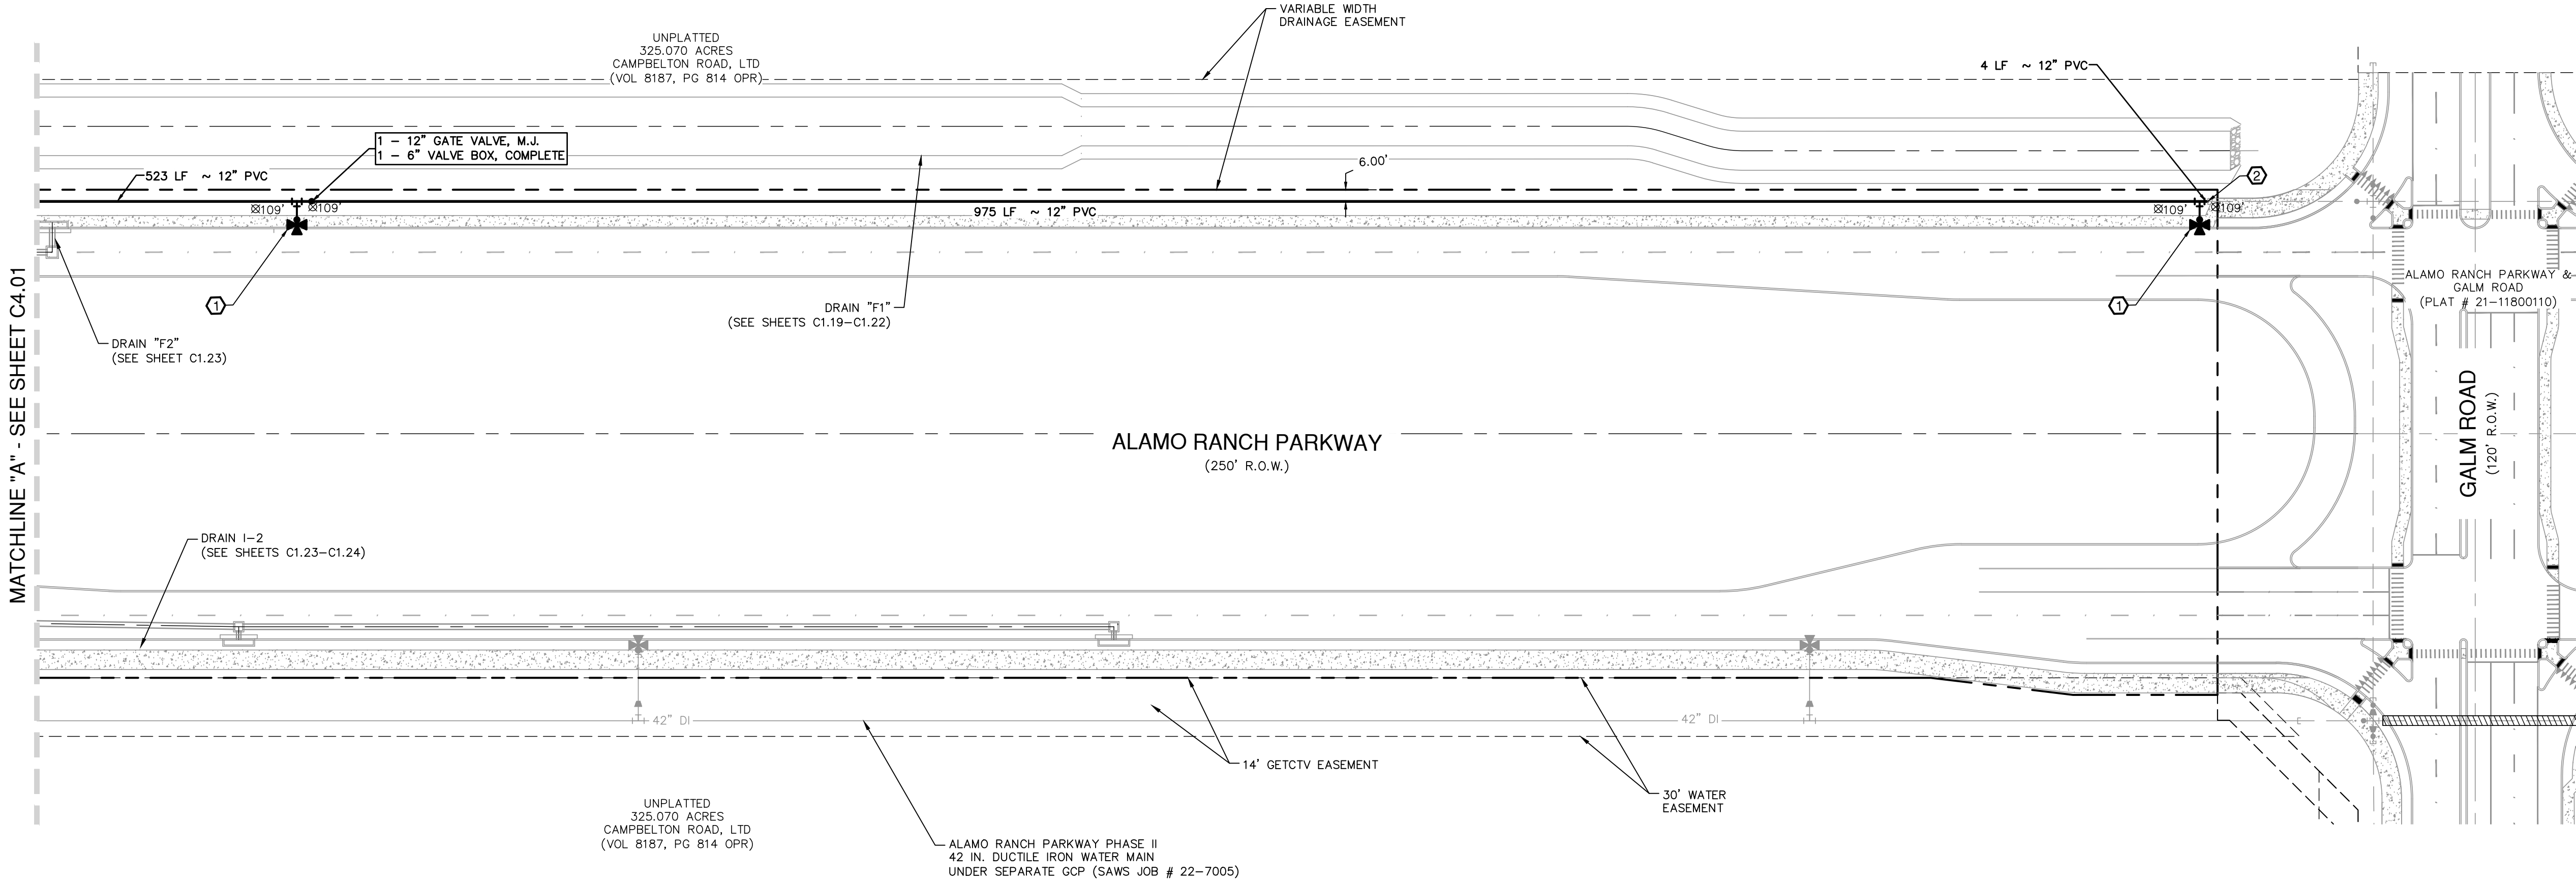 VARIABLE WIDTH
DRAINAGE EASEMENT
UNPLATTED
325.070 ACRES
CAMPBELTON ROAD, LTD
(VOL 8187, PG 814 OPR)
4 LF ~ 12" PVC
1 - 12" GATE VALVE, M.J.
1 - 6" VALVE BOX, COMPLETE
6.00'
523 LF ~ 12" PVC
2
109'
109'
975 LF ~ 12" PVC
109'
109'
MATCHLINE "A" - SEE SHEET C4.01
1
DRAIN "F1"
(SEE SHEETS C1.19-C1.22)
1
ALAMO RANCH PARKWAY &
GALM ROAD
(PLAT # 21-11800110)
DRAIN "F2"
(SEE SHEET C1.23)
ALAMO RANCH PARKWAY
(250' R.O.W.)
GALM ROAD
(120' R.O.W.)
DRAIN I-2
(SEE SHEETS C1.23-C1.24)
42" DI
42" DI
14' GETCTV EASEMENT
30' WATER
EASEMENT
UNPLATTED
325.070 ACRES
CAMPBELTON ROAD, LTD
(VOL 8187, PG 814 OPR)
ALAMO RANCH PARKWAY PHASE II
42 IN. DUCTILE IRON WATER MAIN
UNDER SEPARATE GCP (SAWS JOB # 22-7005)